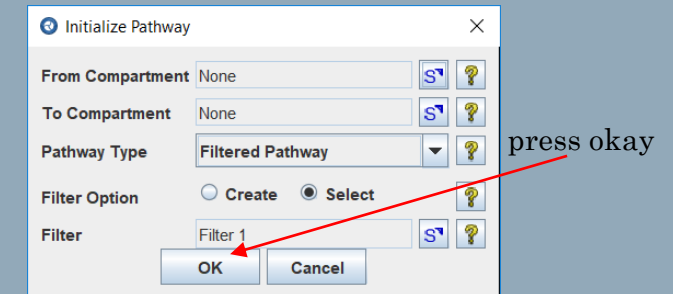 Initialize Pathway
From Compartment None S ?
To Compartment None S ?
Pathway Type Filtered Pathway ?
press okay
Filter Option Create Select ?
Filter Filter 1 S ?
OK Cancel